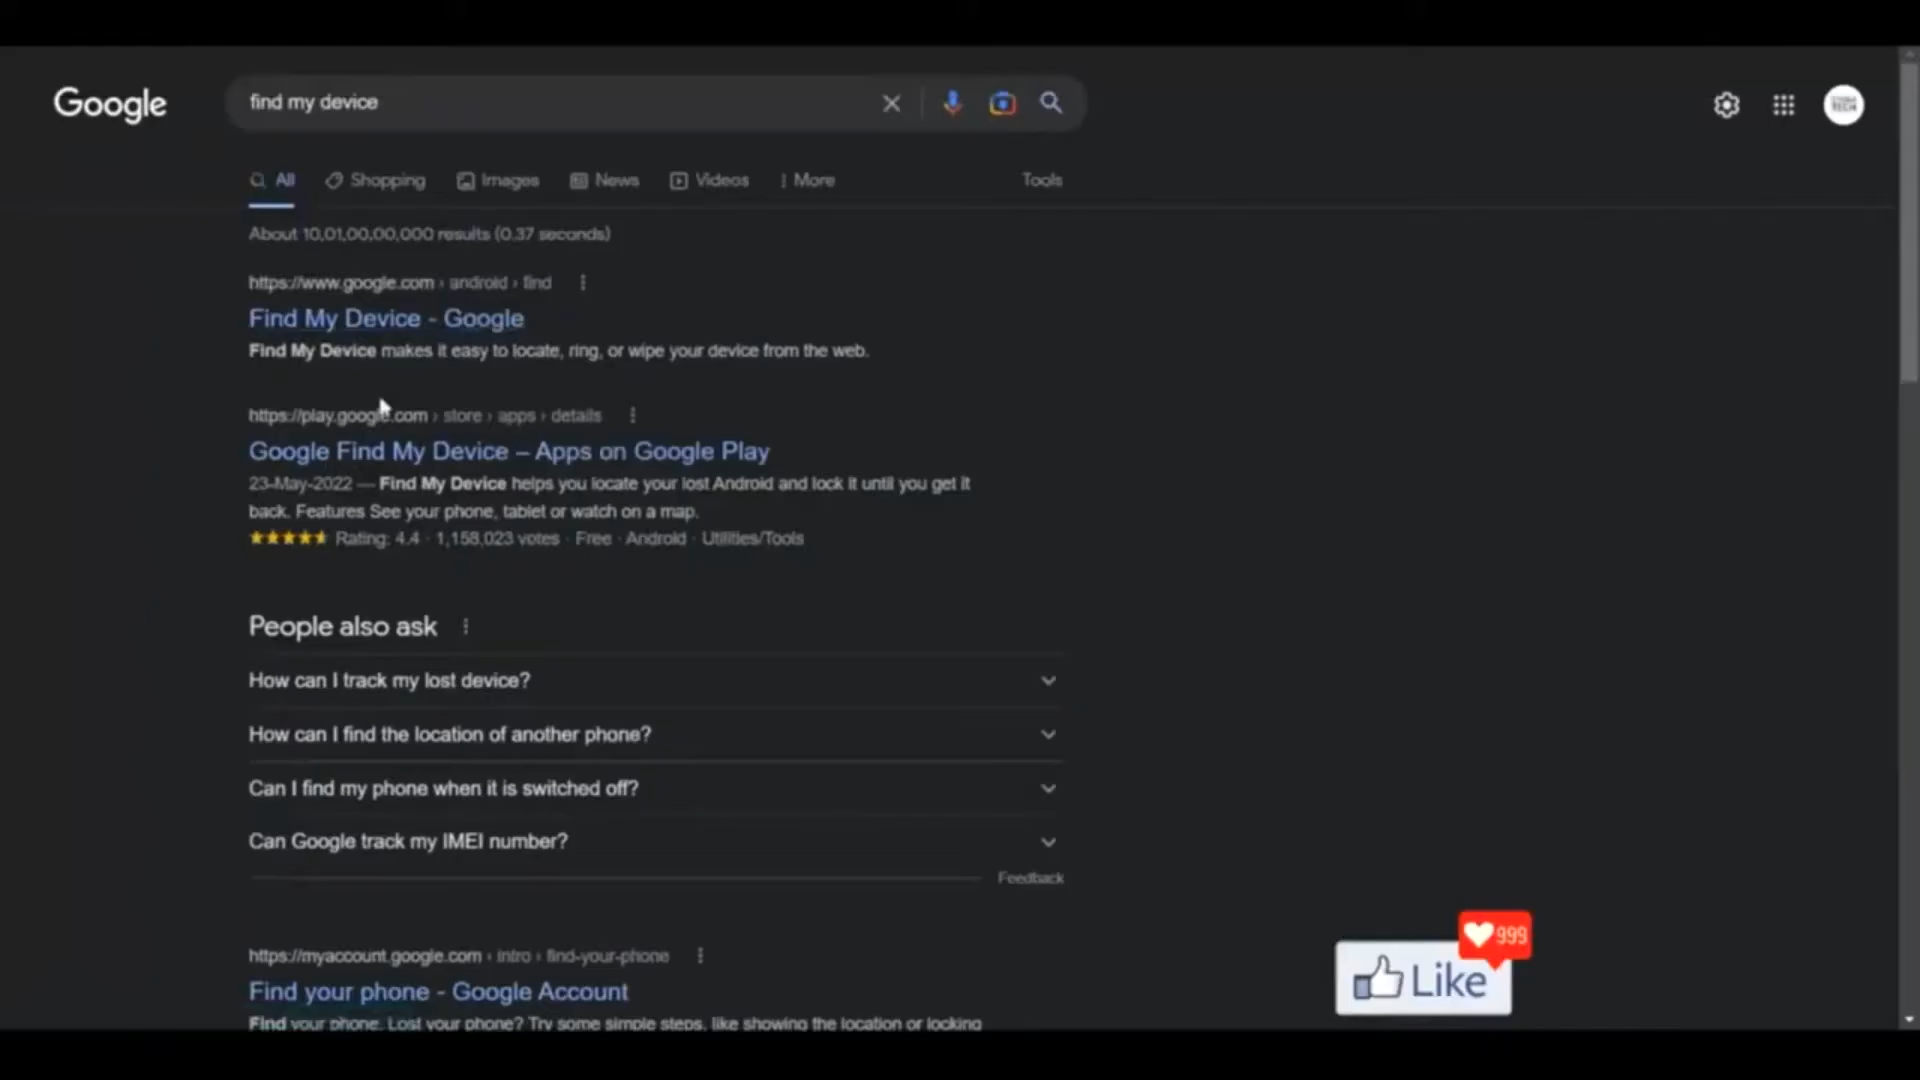 Google
find my device
All
Shopping
Images
News
Videos
More
Tools
About 10,01,00,00,000 results (0.37 seconds)
https://www.google.com › android › find
Find My Device - Google
Find My Device makes it easy to locate, ring, or wipe your device from the web.
https://play.google.com › store › apps › details
Google Find My Device – Apps on Google Play
23-May-2022 — Find My Device helps you locate your lost Android and lock it until you get it
back. Features See your phone, tablet or watch on a map.
Rating: 4.4 · 1,158,023 votes · Free · Android · Utilities/Tools
People also ask
How can I track my lost device?
How can I find the location of another phone?
Can I find my phone when it is switched off?
Can Google track my IMEI number?
Feedback
https://myaccount.google.com › intro › find-your-phone
Find your phone - Google Account
Find your phone. Lost your phone? Try some simple steps, like showing the location or locking
999
Like